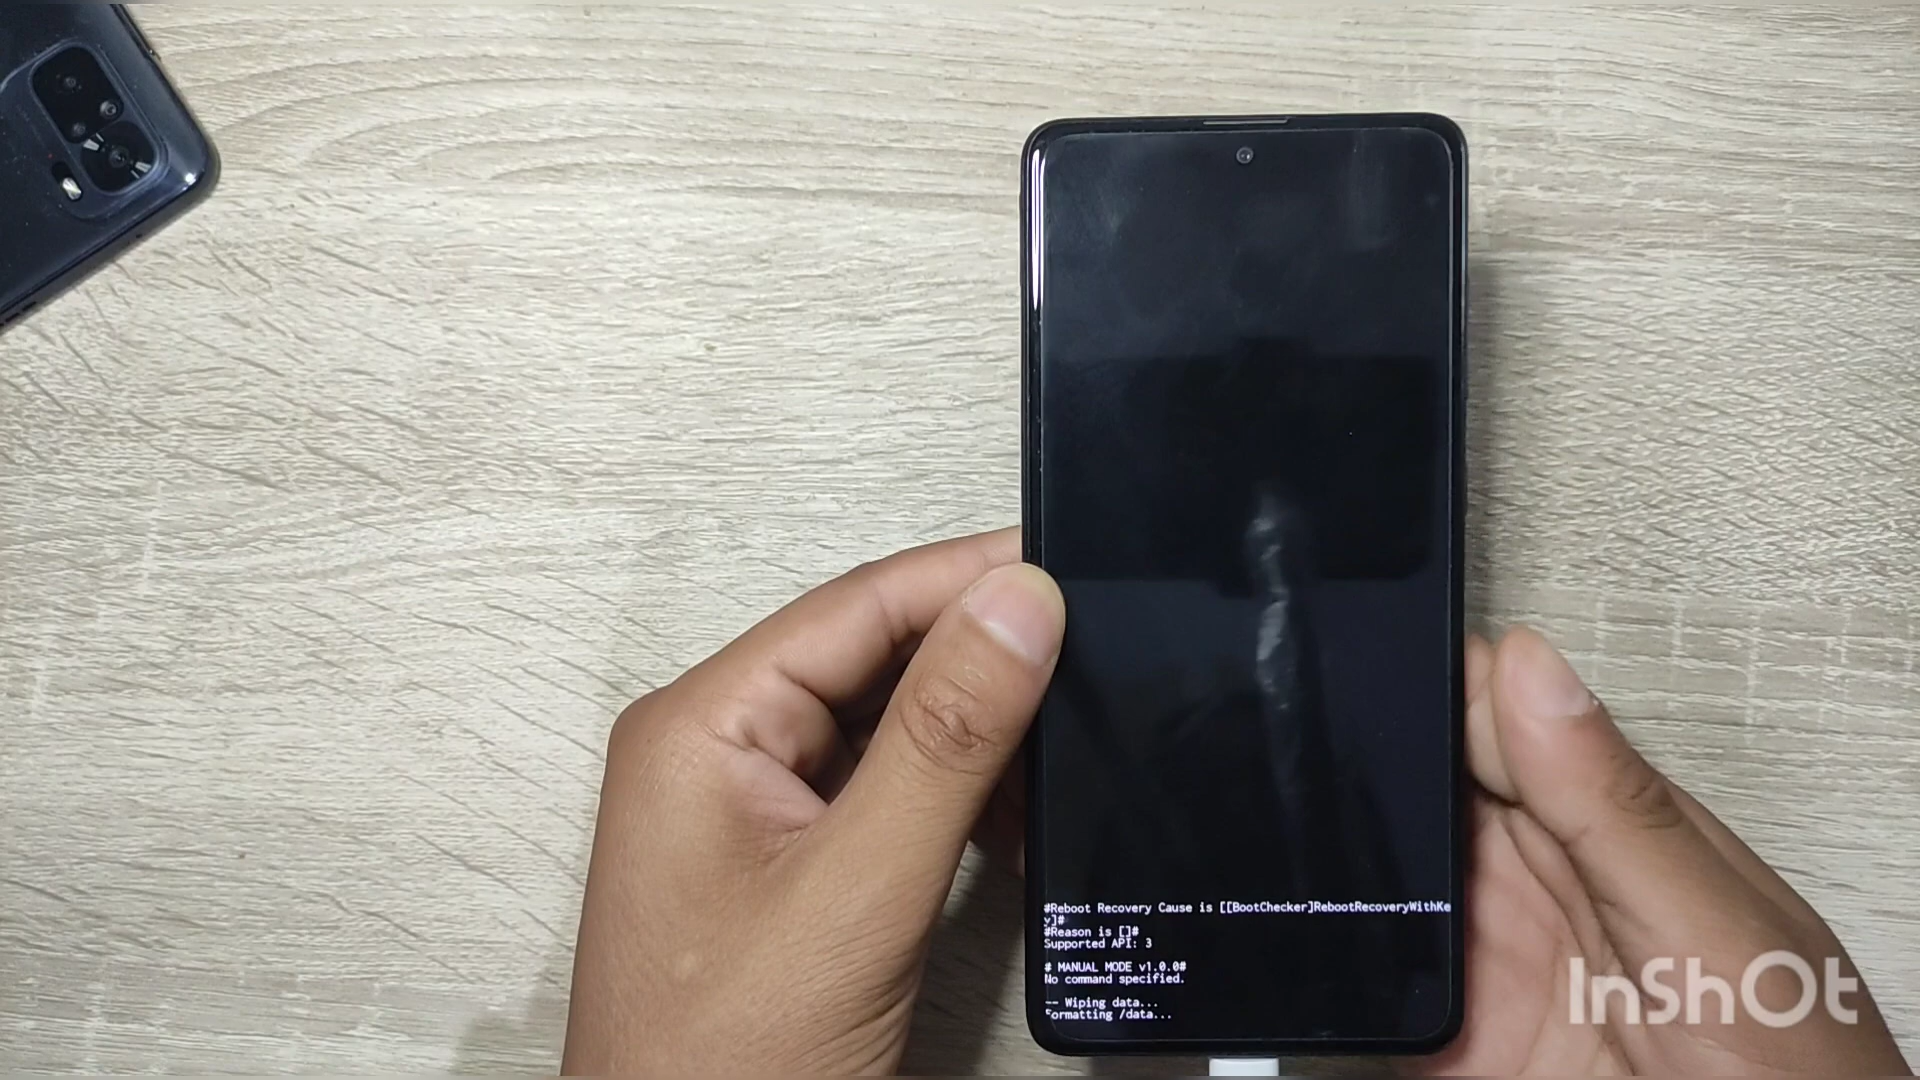 #Reboot Recovery Cause is [[BootChecker]RebootRecoveryWithKe
y]#
#Reason is []#
Supported API: 3
# MANUAL MODE v1.0.0#
No command specified.
-- Wiping data...
Formatting /data...
InShOt